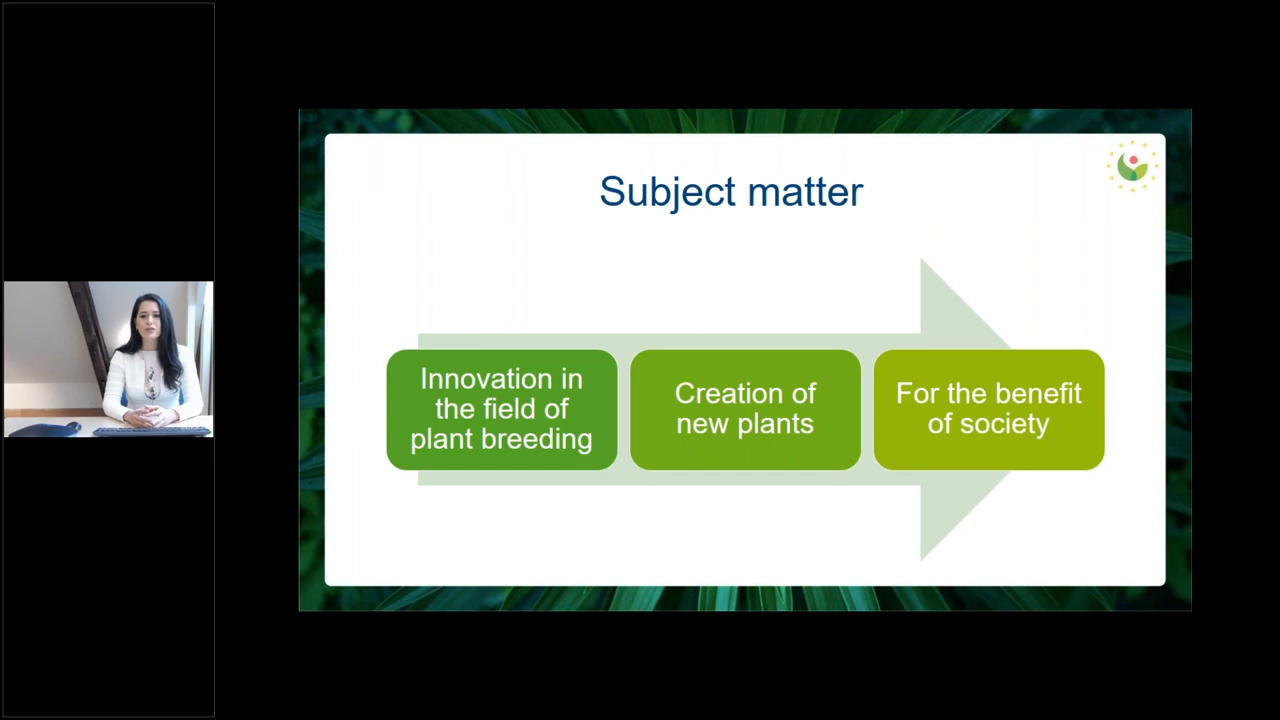 Subject matter
Innovation in
the field of
plant breeding
Creation of
new plants
For the benefit
of society